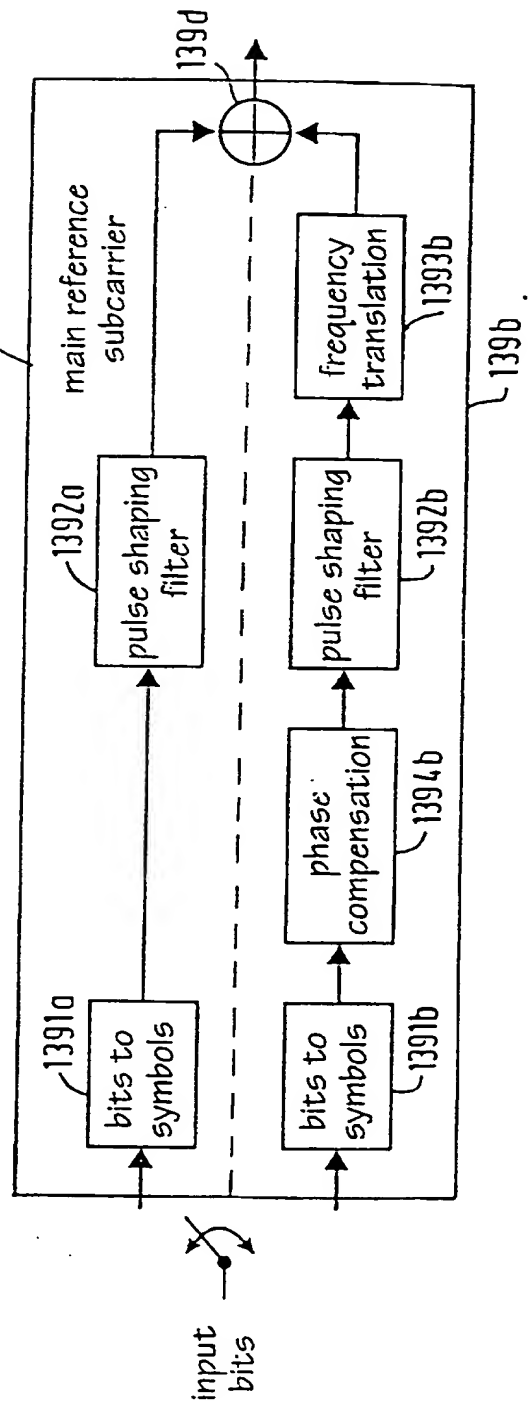 input
bits
1391a
bits to
symbols
1392a
pulse shaping
filter
main reference
subcarrier
139d
bits to
symbols
1391b
phase
compensation
1394b
pulse shaping
filter
1392b
frequency
translation
1393b
139b